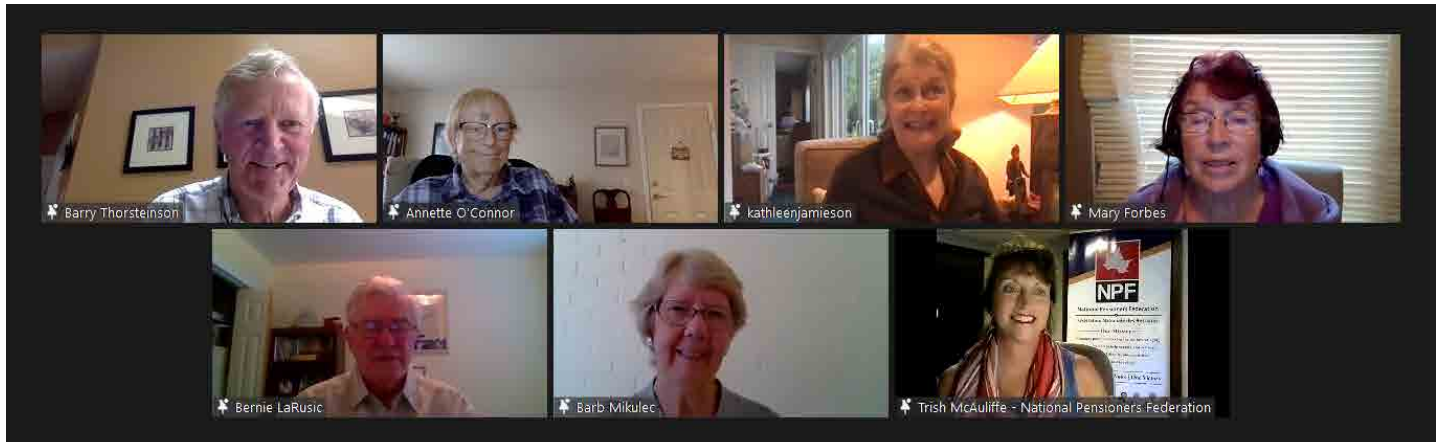 Barry Thorsteinson
Annette O'Connor
kathleenjamieson
Mary Forbes
Bernie LaRusic
Barb Mikulec
Trish McAuliffe - National Pensioners Federation
NPF
National Pensioners Federation